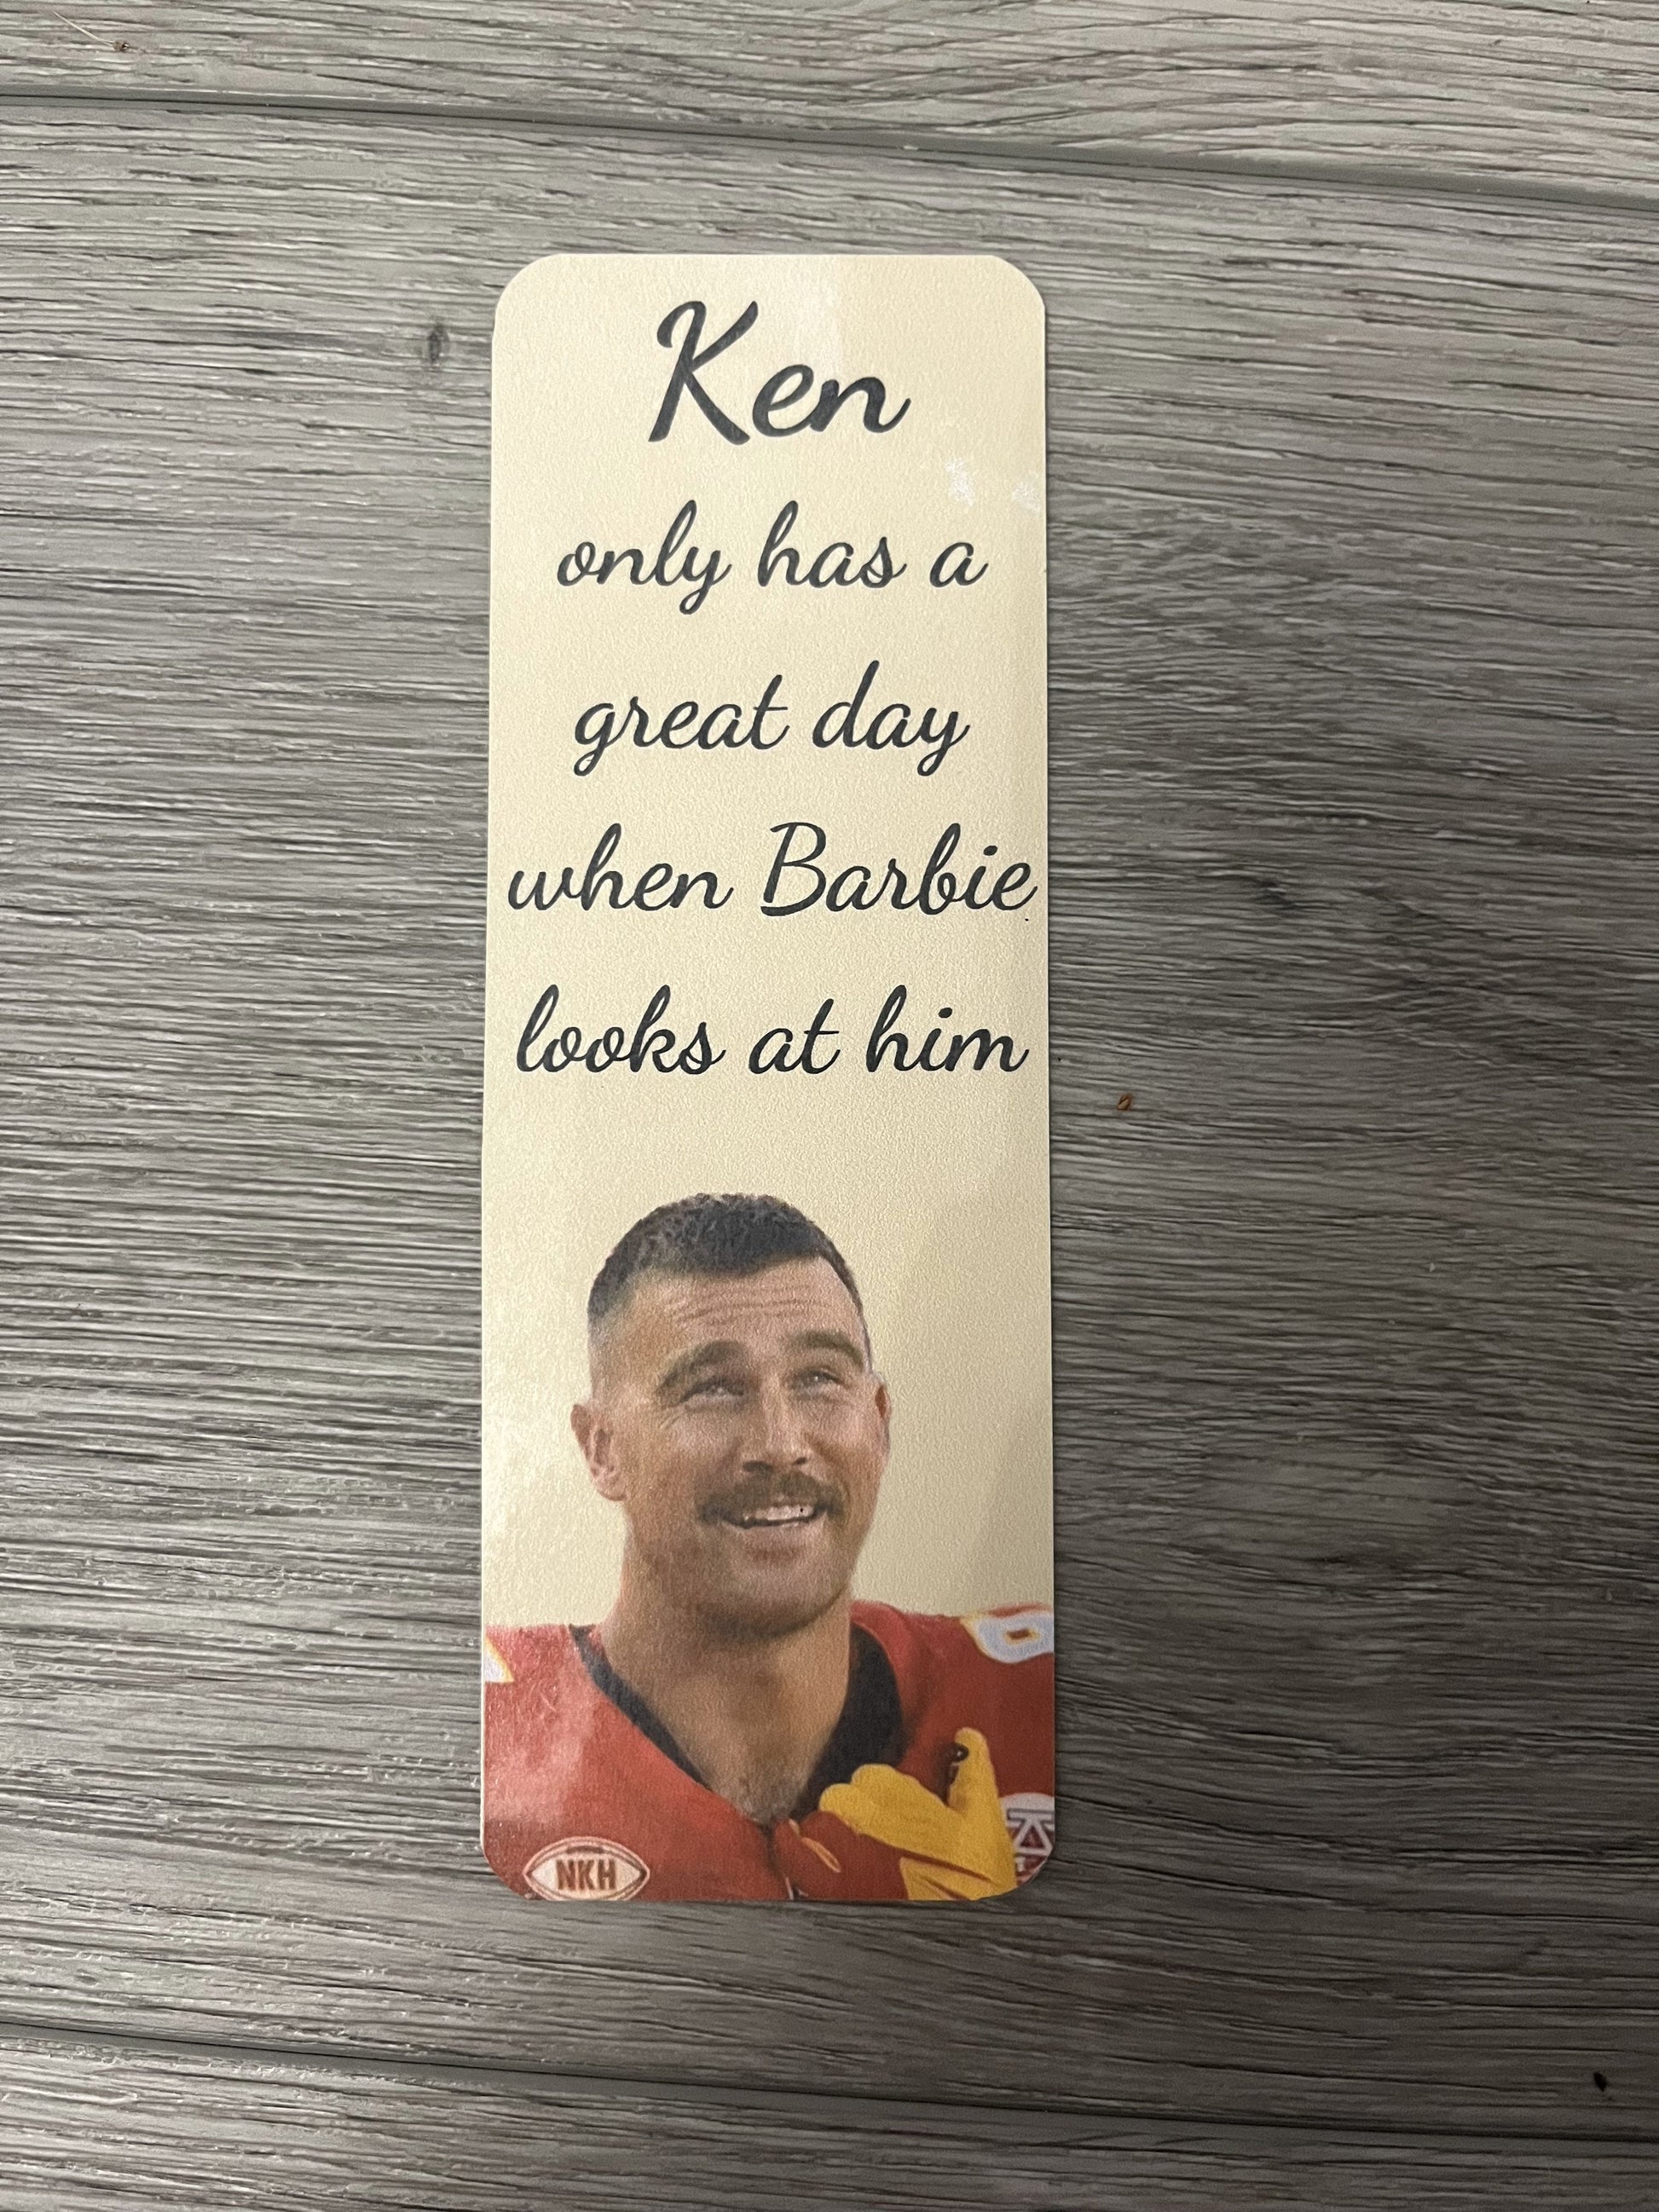 Ken
only has a
great day
when Barbie
looks at him
NKH